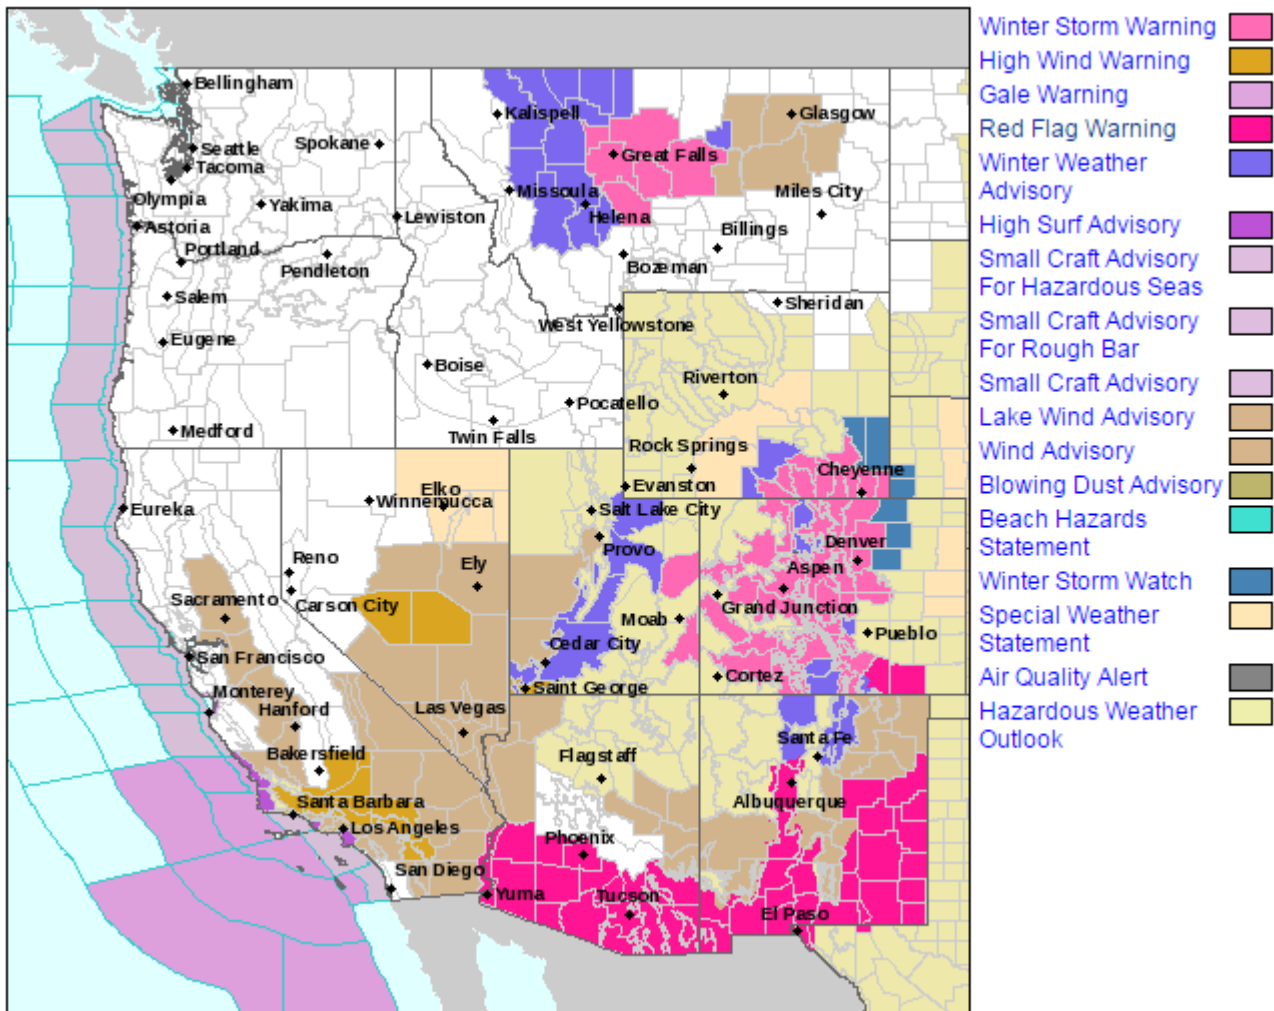 Bellingham
Seattle
Spokane
Tacoma
Olympia
Yakima
Astoria
Lewiston
Portland
Pendleton
Salem
Eugene
Medford
Kalispell
Glasgow
Great Falls
Missoula
Helena
Miles City
Billings
Bozeman
West Yellowstone
Sheridan
Boise
Riverton
Pocatello
Twin Falls
Rock Springs
Cheyenne
Evanston
Elko
Winnemucca
Eureka
Salt Lake City
Provo
Denver
Reno
Ely
Aspen
Sacramento
Carson City
Grand Junction
Moab
Pueblo
San Francisco
Cedar City
Cortez
Monterey
Saint George
Hanford
Las Vegas
Bakersfield
Flagstaff
Santa Fe
Santa Barbara
Albuquerque
Los Angeles
Phoenix
San Diego
Yuma
Tucson
El Paso
Winter Storm Warning
High Wind Warning
Gale Warning
Red Flag Warning
Winter Weather
Advisory
High Surf Advisory
Small Craft Advisory
For Hazardous Seas
Small Craft Advisory
For Rough Bar
Small Craft Advisory
Lake Wind Advisory
Wind Advisory
Blowing Dust Advisory
Beach Hazards
Statement
Winter Storm Watch
Special Weather
Statement
Air Quality Alert
Hazardous Weather
Outlook